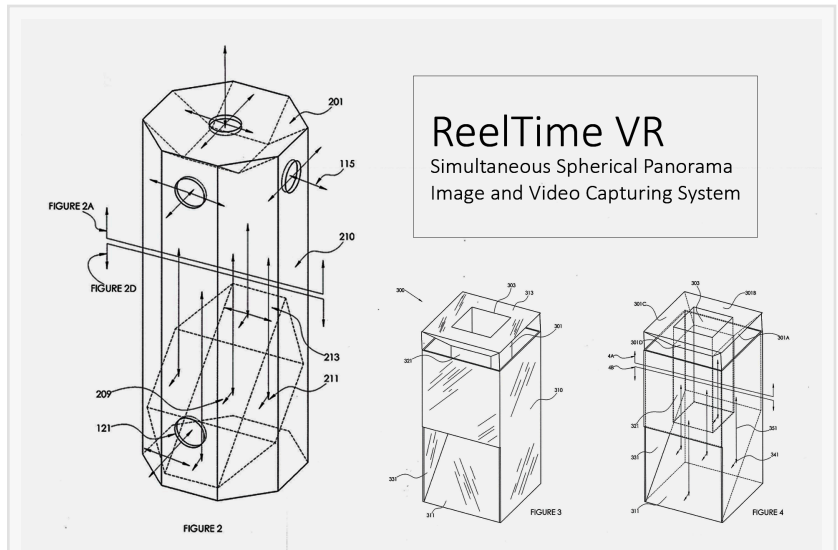 201
115
FIGURE 2A
210
FIGURE 2D
213
209
211
121
FIGURE 2
ReelTime VR
Simultaneous Spherical Panorama
Image and Video Capturing System
300
303
313
301
321
310
331
311
FIGURE 3
303
301B
301C
301D
301A
4A
4B
321
351
331
341
311
FIGURE 4